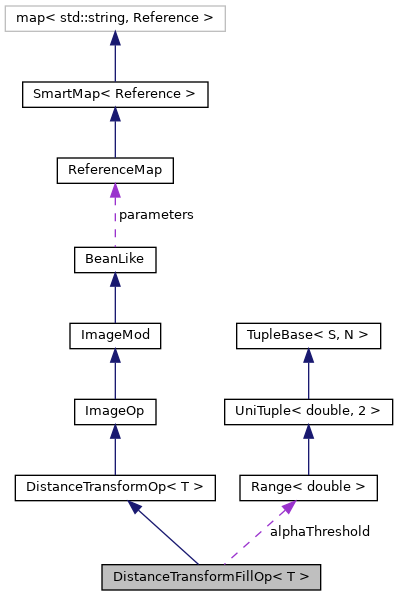 map< std::string, Reference >
SmartMap< Reference >
ReferenceMap
parameters
BeanLike
ImageMod
TupleBase< S, N >
ImageOp
UniTuple< double, 2 >
DistanceTransformOp< T >
Range< double >
alphaThreshold
DistanceTransformFillOp< T >